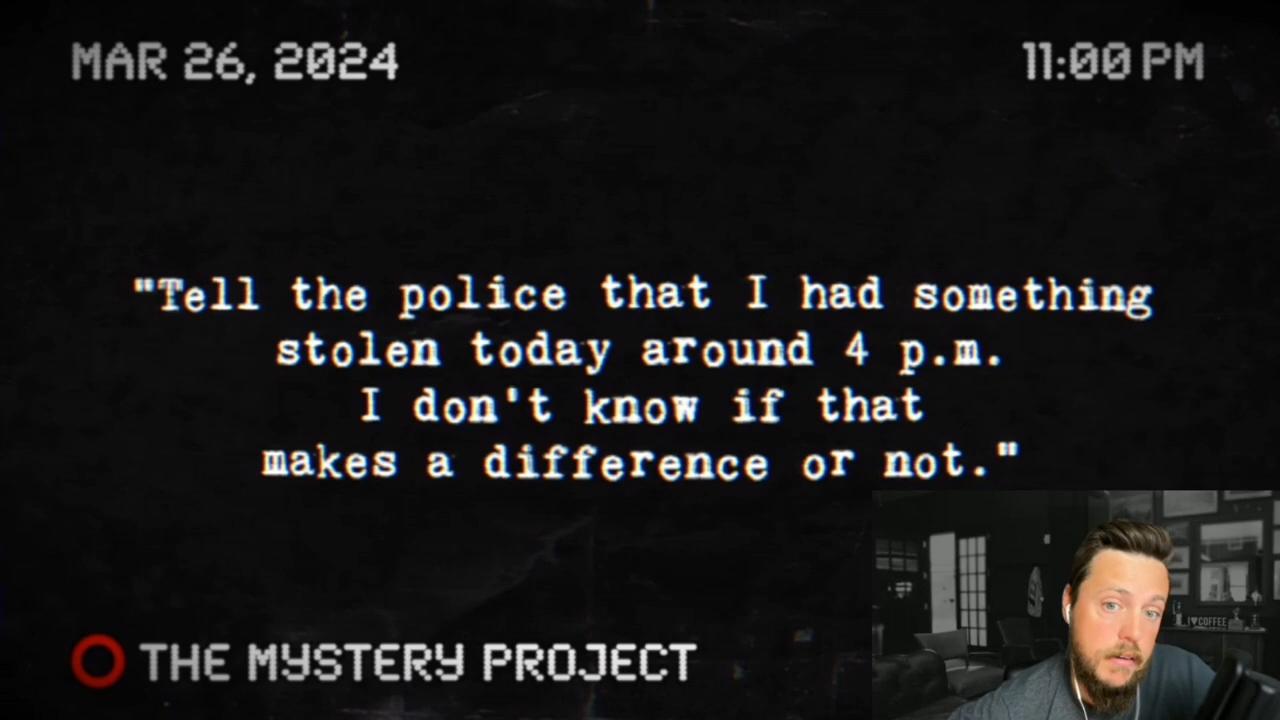 MAR 26, 2024
11:00 PM
"Tell the police that I had something
stolen today around 4 p.m.
I don't know if that
makes a difference or not."
I♥COFFEE
THE MYSTERY PROJECT